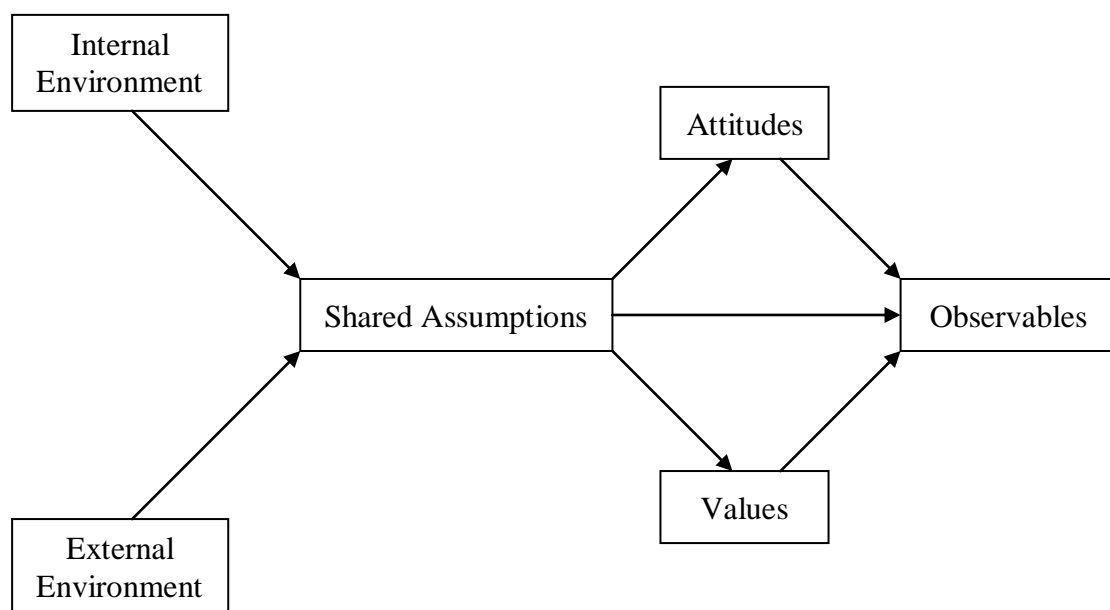 Internal
Environment
Attitudes
Shared Assumptions
Observables
Values
External
Environment